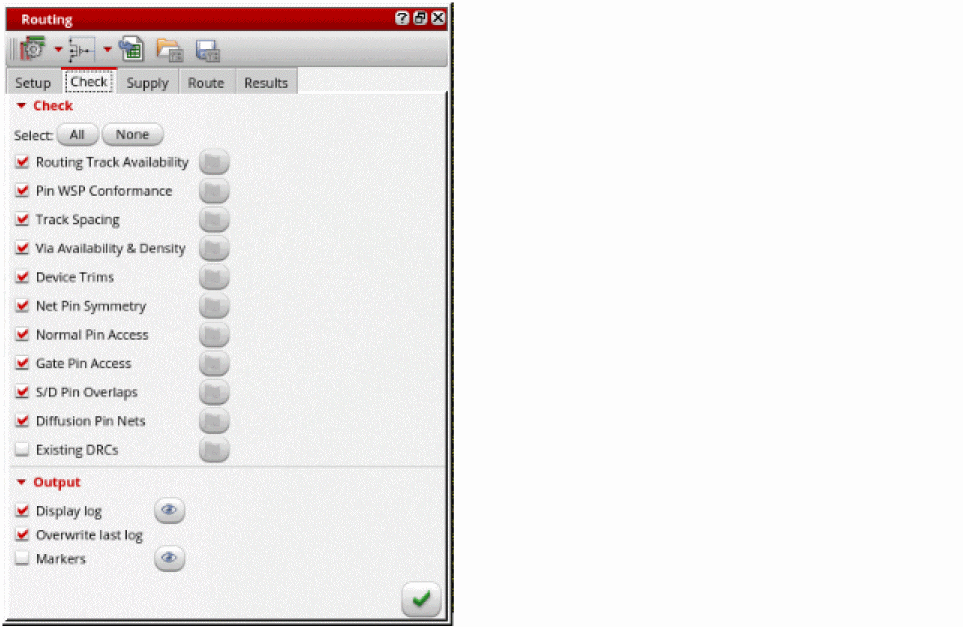 Routing
Setup Check Supply Route Results
Check
Select: All None
Routing Track Availability
Pin WSP Conformance
Track Spacing
Via Availability & Density
Device Trims
Net Pin Symmetry
Normal Pin Access
Gate Pin Access
S/D Pin Overlaps
Diffusion Pin Nets
Existing DRCs
Output
Display log
Overwrite last log
Markers